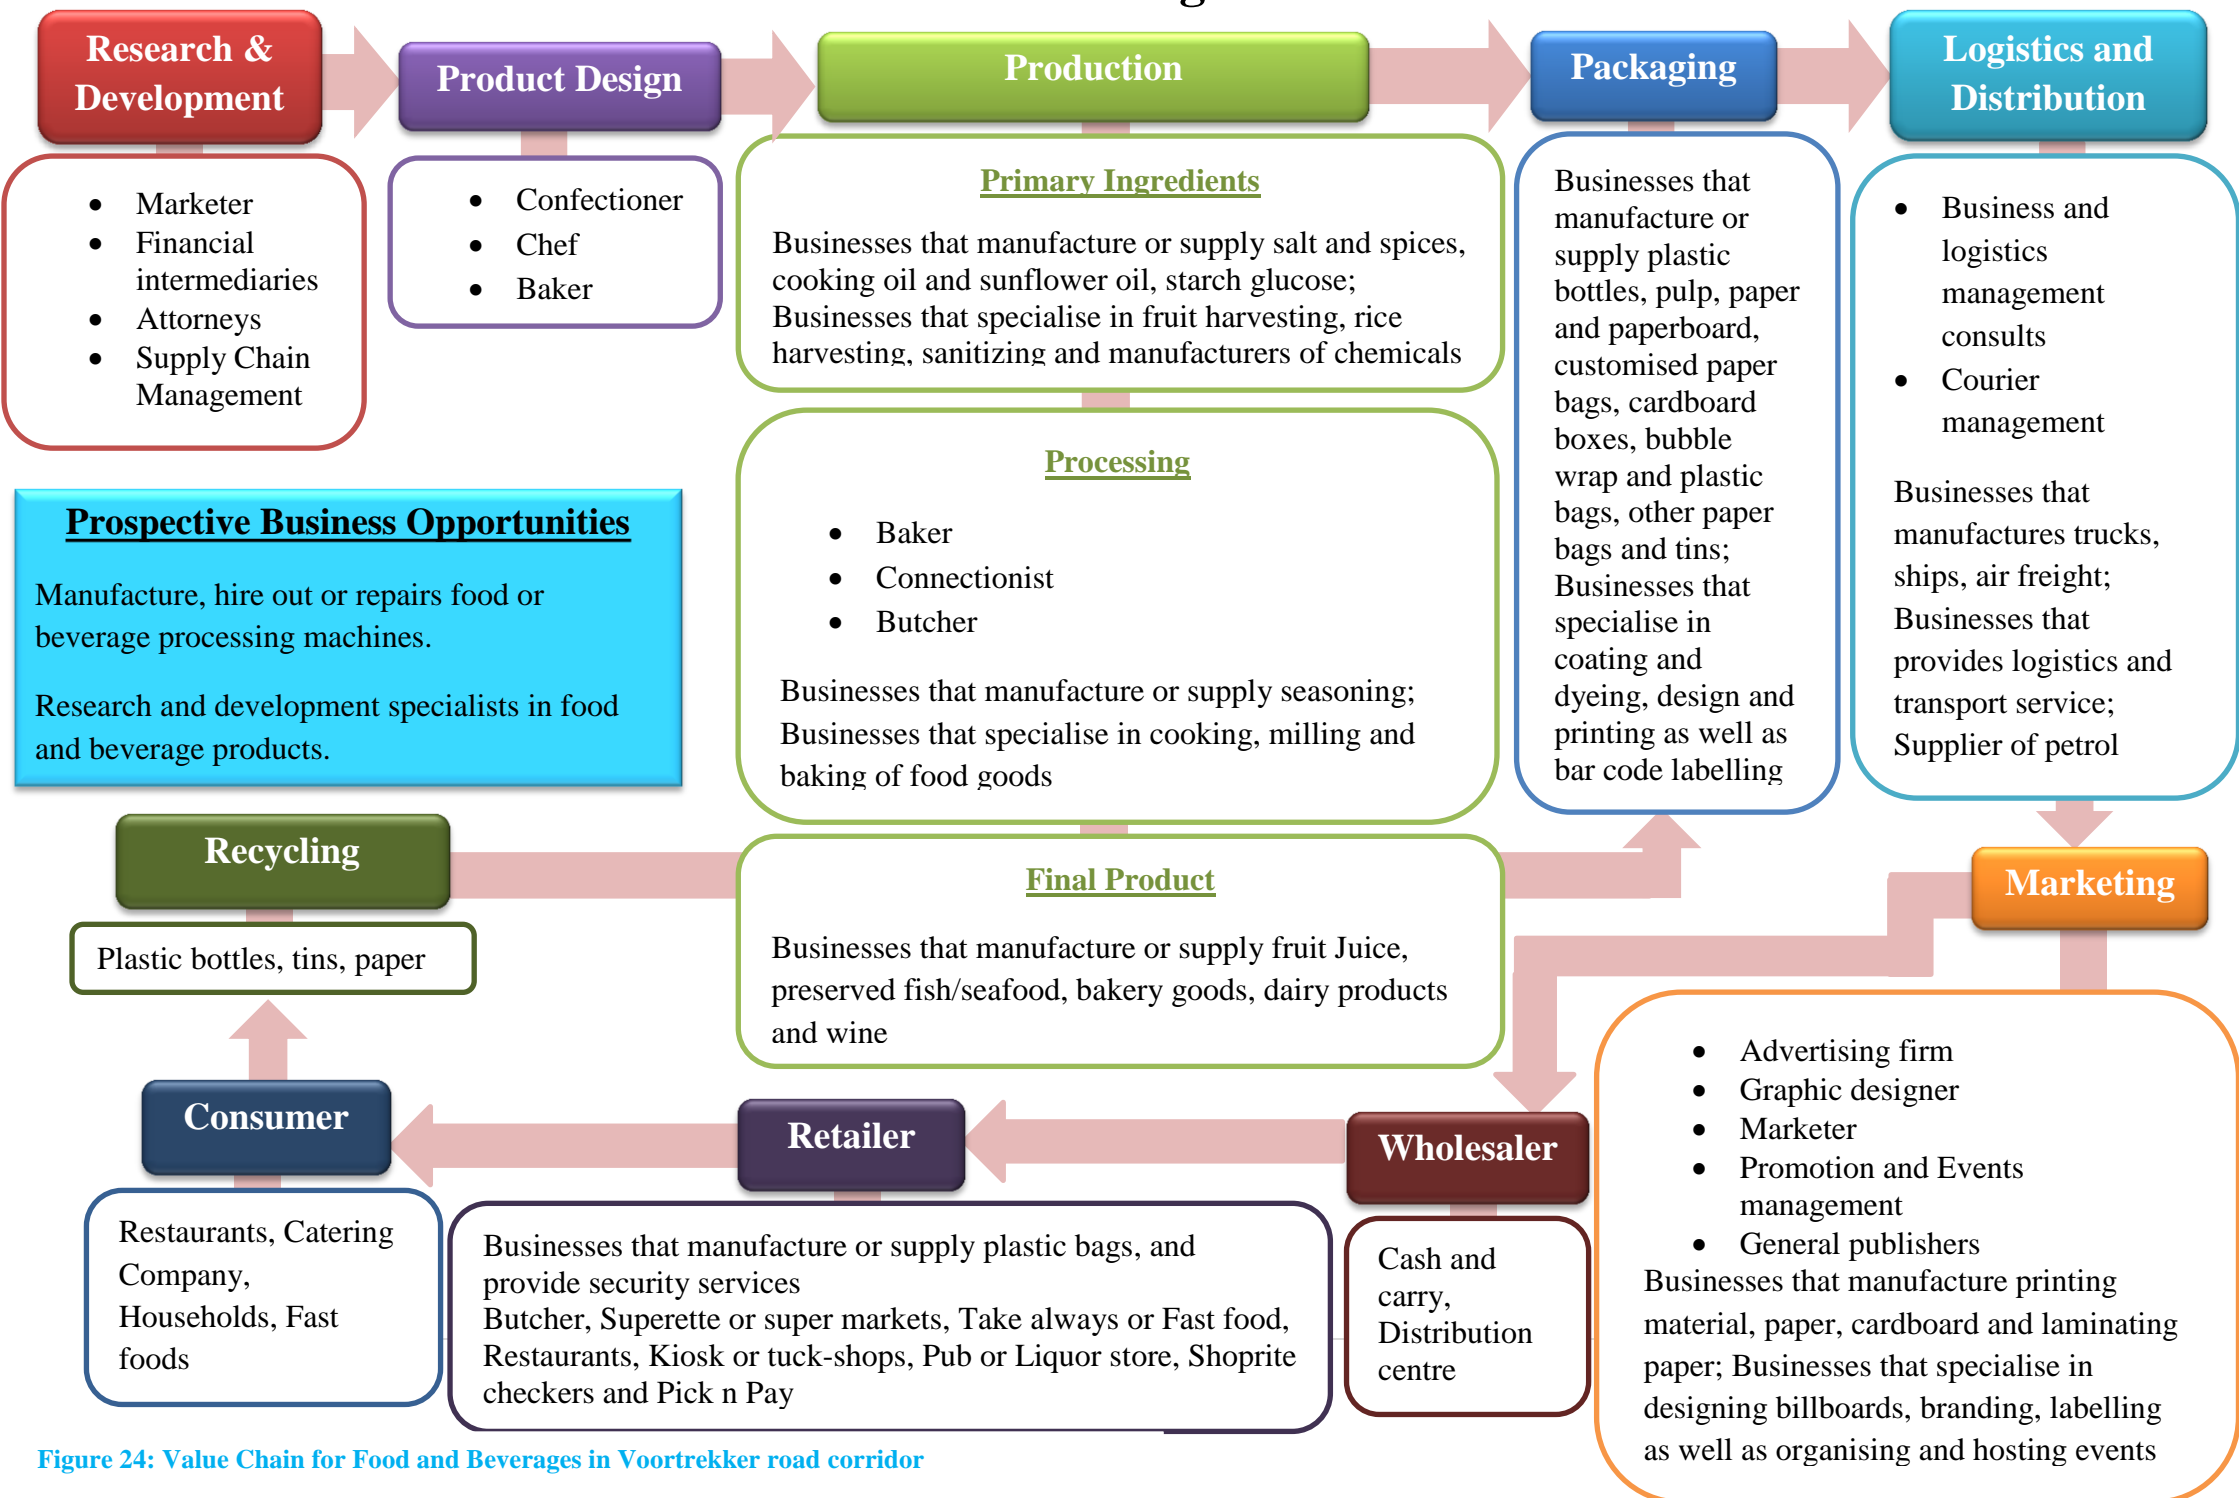 Research &
Development
Product Design
Production
Packaging
Logistics and
Distribution
• Marketer
• Financial
intermediaries
• Attorneys
• Supply Chain
Management
• Confectioner
• Chef
• Baker
Primary Ingredients
Businesses that manufacture or supply salt and spices,
cooking oil and sunflower oil, starch glucose;
Businesses that specialise in fruit harvesting, rice
harvesting, sanitizing and manufacturers of chemicals
Processing
• Baker
• Connectionist
• Butcher
Businesses that manufacture or supply seasoning;
Businesses that specialise in cooking, milling and
baking of food goods
Final Product
Businesses that manufacture or supply fruit Juice,
preserved fish/seafood, bakery goods, dairy products
and wine
Businesses that
manufacture or
supply plastic
bottles, pulp, paper
and paperboard,
customised paper
bags, cardboard
boxes, bubble
wrap and plastic
bags, other paper
bags and tins;
Businesses that
specialise in
coating and
dyeing, design and
printing as well as
bar code labelling
• Business and
logistics
management
consults
• Courier
management
Businesses that
manufactures trucks,
ships, air freight;
Businesses that
provides logistics and
transport service;
Supplier of petrol
Prospective Business Opportunities
Manufacture, hire out or repairs food or
beverage processing machines.
Research and development specialists in food
and beverage products.
Recycling
Plastic bottles, tins, paper
Marketing
• Advertising firm
• Graphic designer
• Marketer
• Promotion and Events
management
• General publishers
Businesses that manufacture printing
material, paper, cardboard and laminating
paper; Businesses that specialise in
designing billboards, branding, labelling
as well as organising and hosting events
Consumer
Restaurants, Catering
Company,
Households, Fast
foods
Retailer
Businesses that manufacture or supply plastic bags, and
provide security services
Butcher, Superette or super markets, Take always or Fast food,
Restaurants, Kiosk or tuck-shops, Pub or Liquor store, Shoprite
checkers and Pick n Pay
Wholesaler
Cash and
carry,
Distribution
centre
Figure 24: Value Chain for Food and Beverages in Voortrekker road corridor